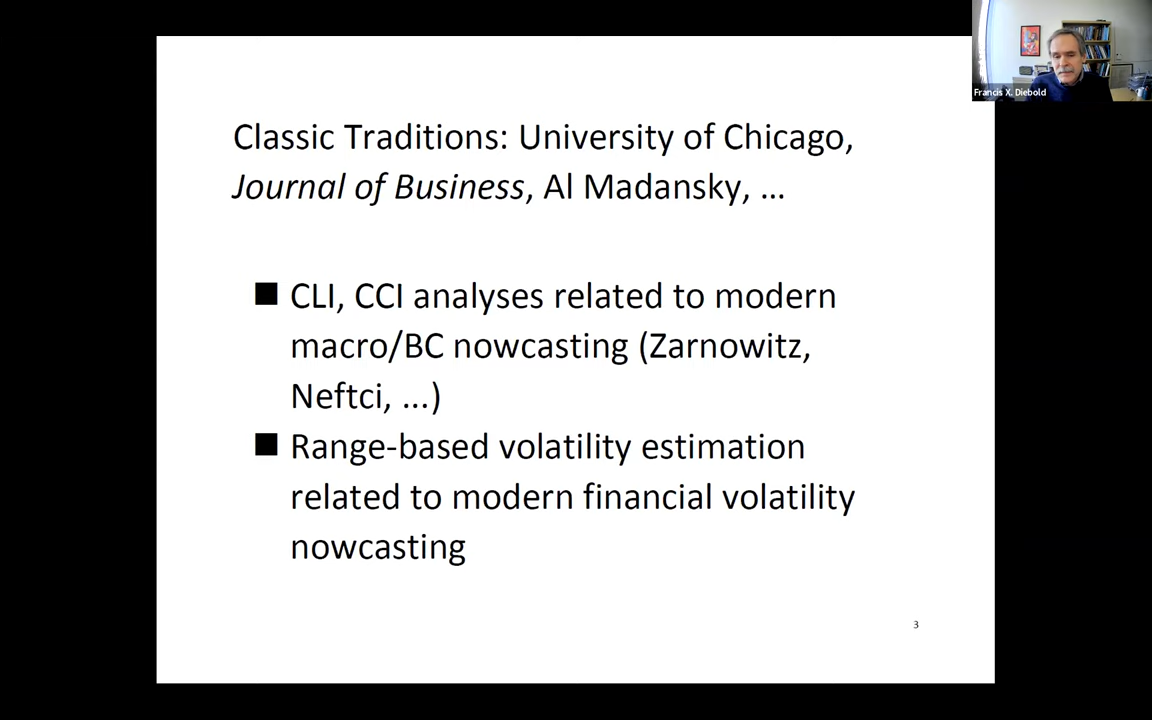 Francis X. Diebold
Classic Traditions: University of Chicago,
Journal of Business, Al Madansky, ...
■ CLI, CCI analyses related to modern
macro/BC nowcasting (Zarnowitz,
Neftci, ...)
■ Range-based volatility estimation
related to modern financial volatility
nowcasting
3